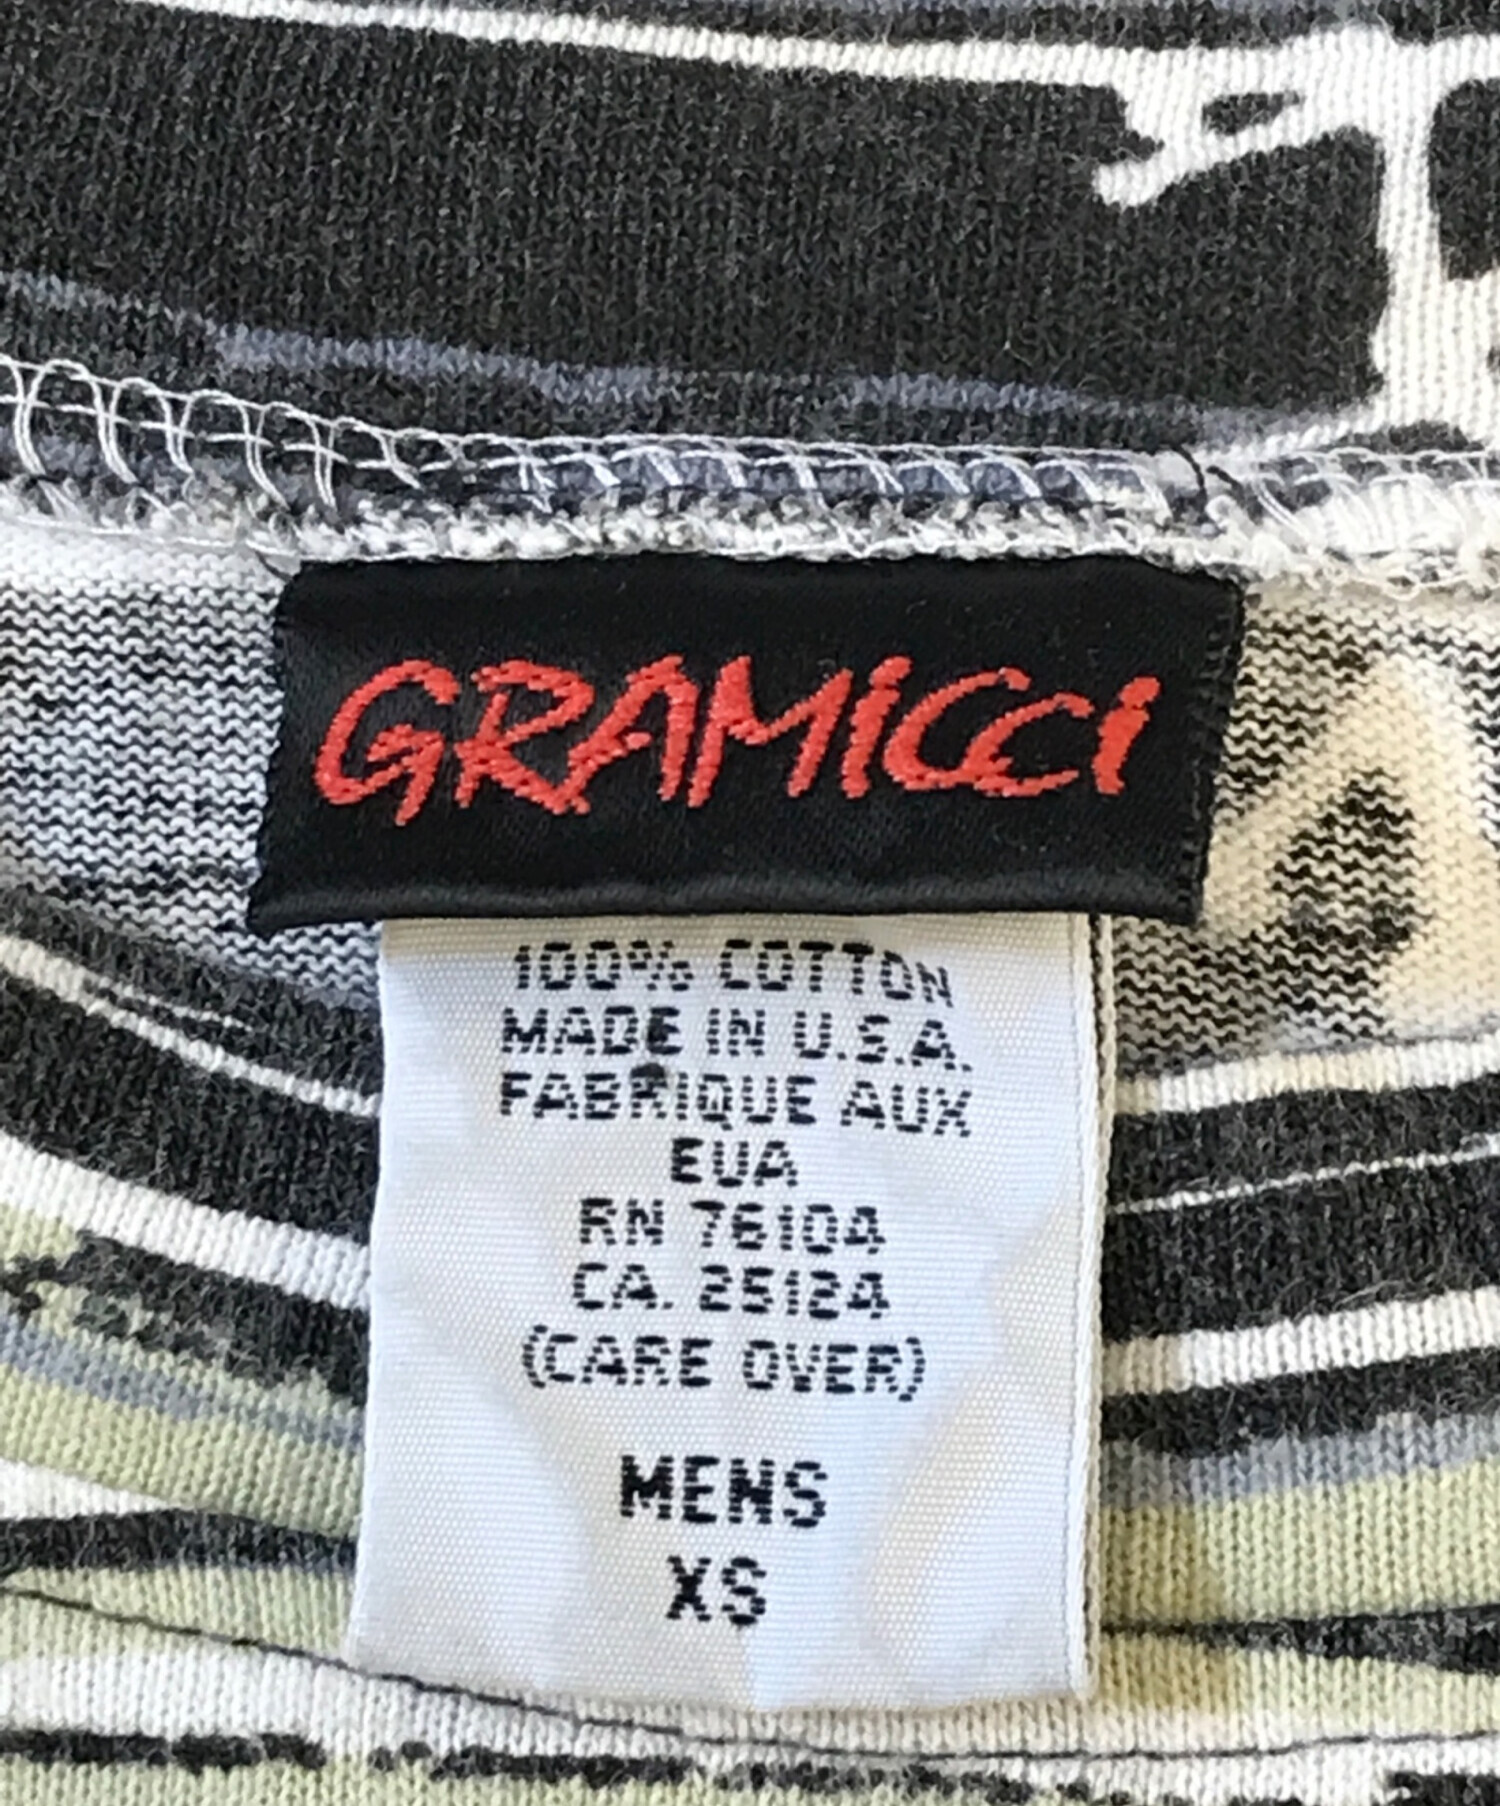 GRAMICCI
100% COTTON
MADE IN U.S.A.
FABRIQUE AUX
EUA
RN 76104
CA. 25124
(CARE OVER)
MENS
XS